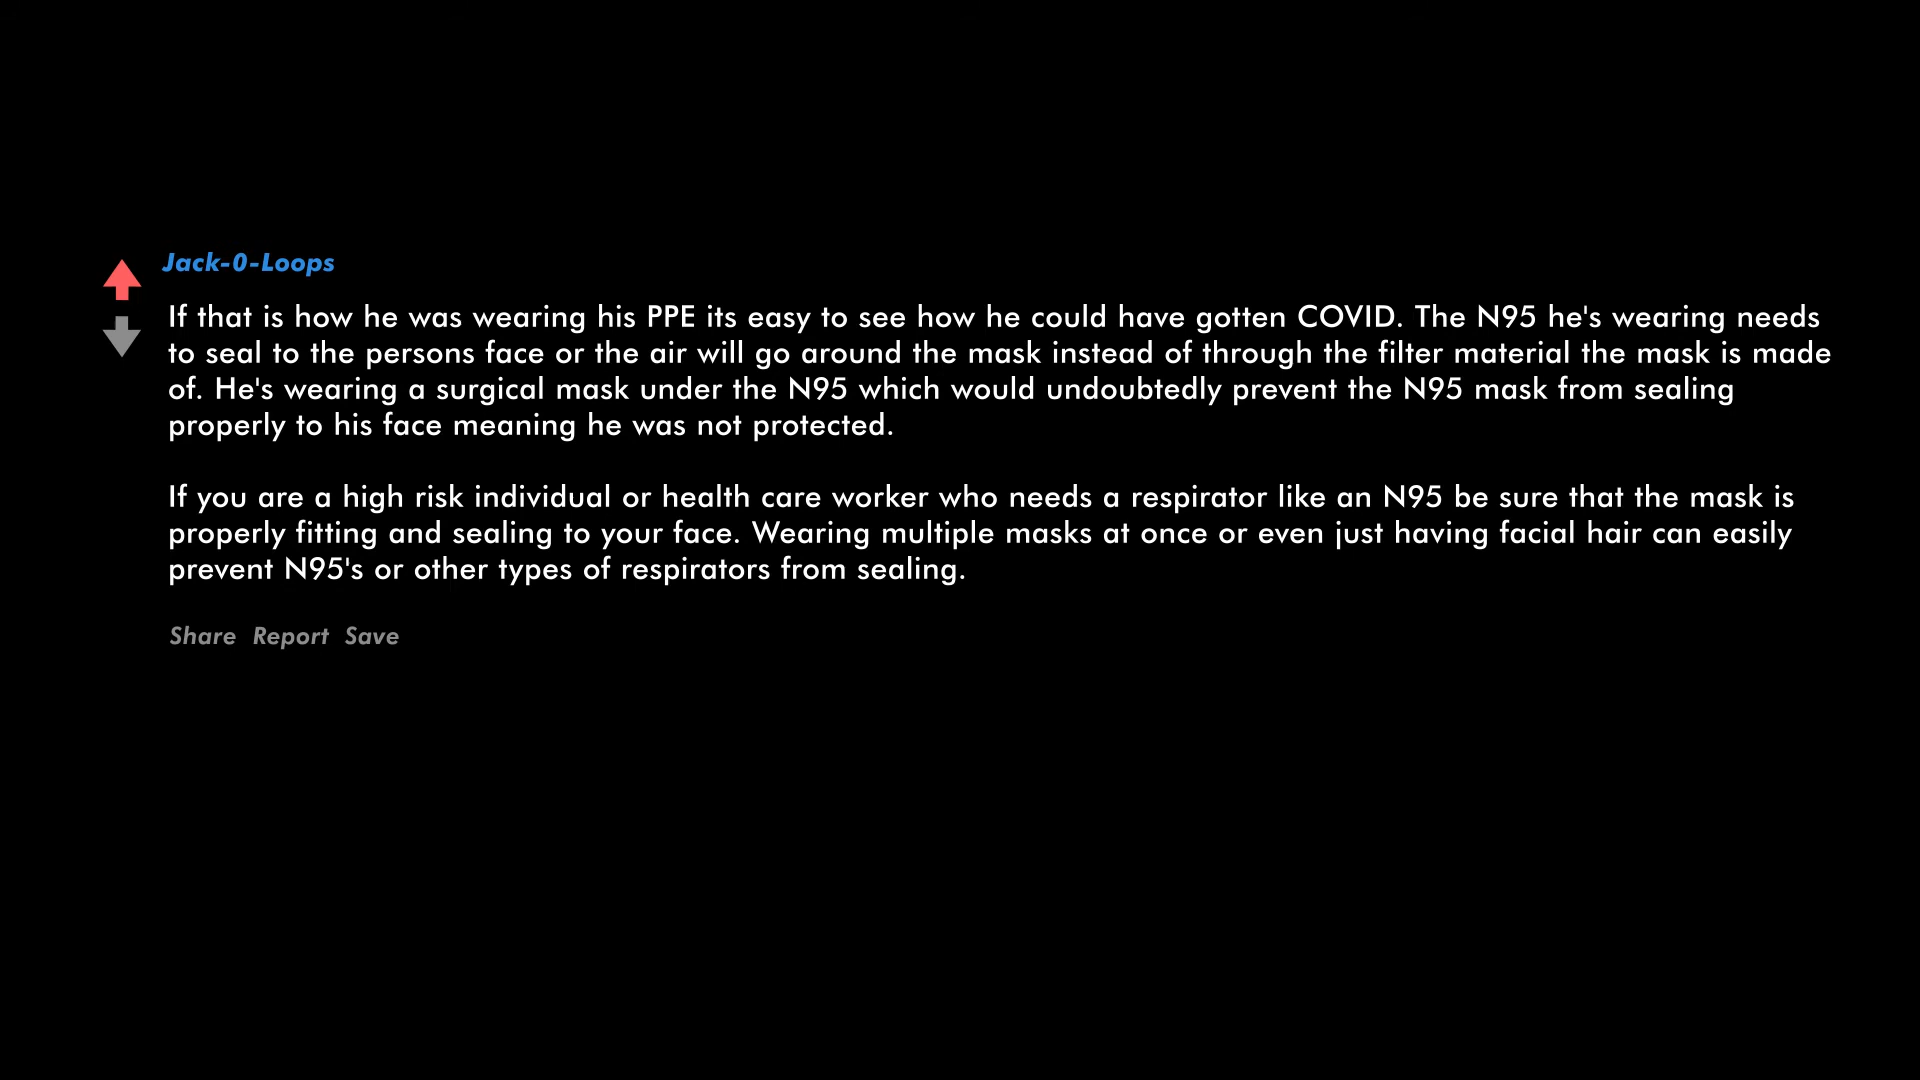 Jack-0-Loops
If that is how he was wearing his PPE its easy to see how he could have gotten COVID. The N95 he's wearing needs
to seal to the persons face or the air will go around the mask instead of through the filter material the mask is made
of. He's wearing a surgical mask under the N95 which would undoubtedly prevent the N95 mask from sealing
properly to his face meaning he was not protected.
If you are a high risk individual or health care worker who needs a respirator like an N95 be sure that the mask is
properly fitting and sealing to your face. Wearing multiple masks at once or even just having facial hair can easily
prevent N95's or other types of respirators from sealing.
Share Report Save